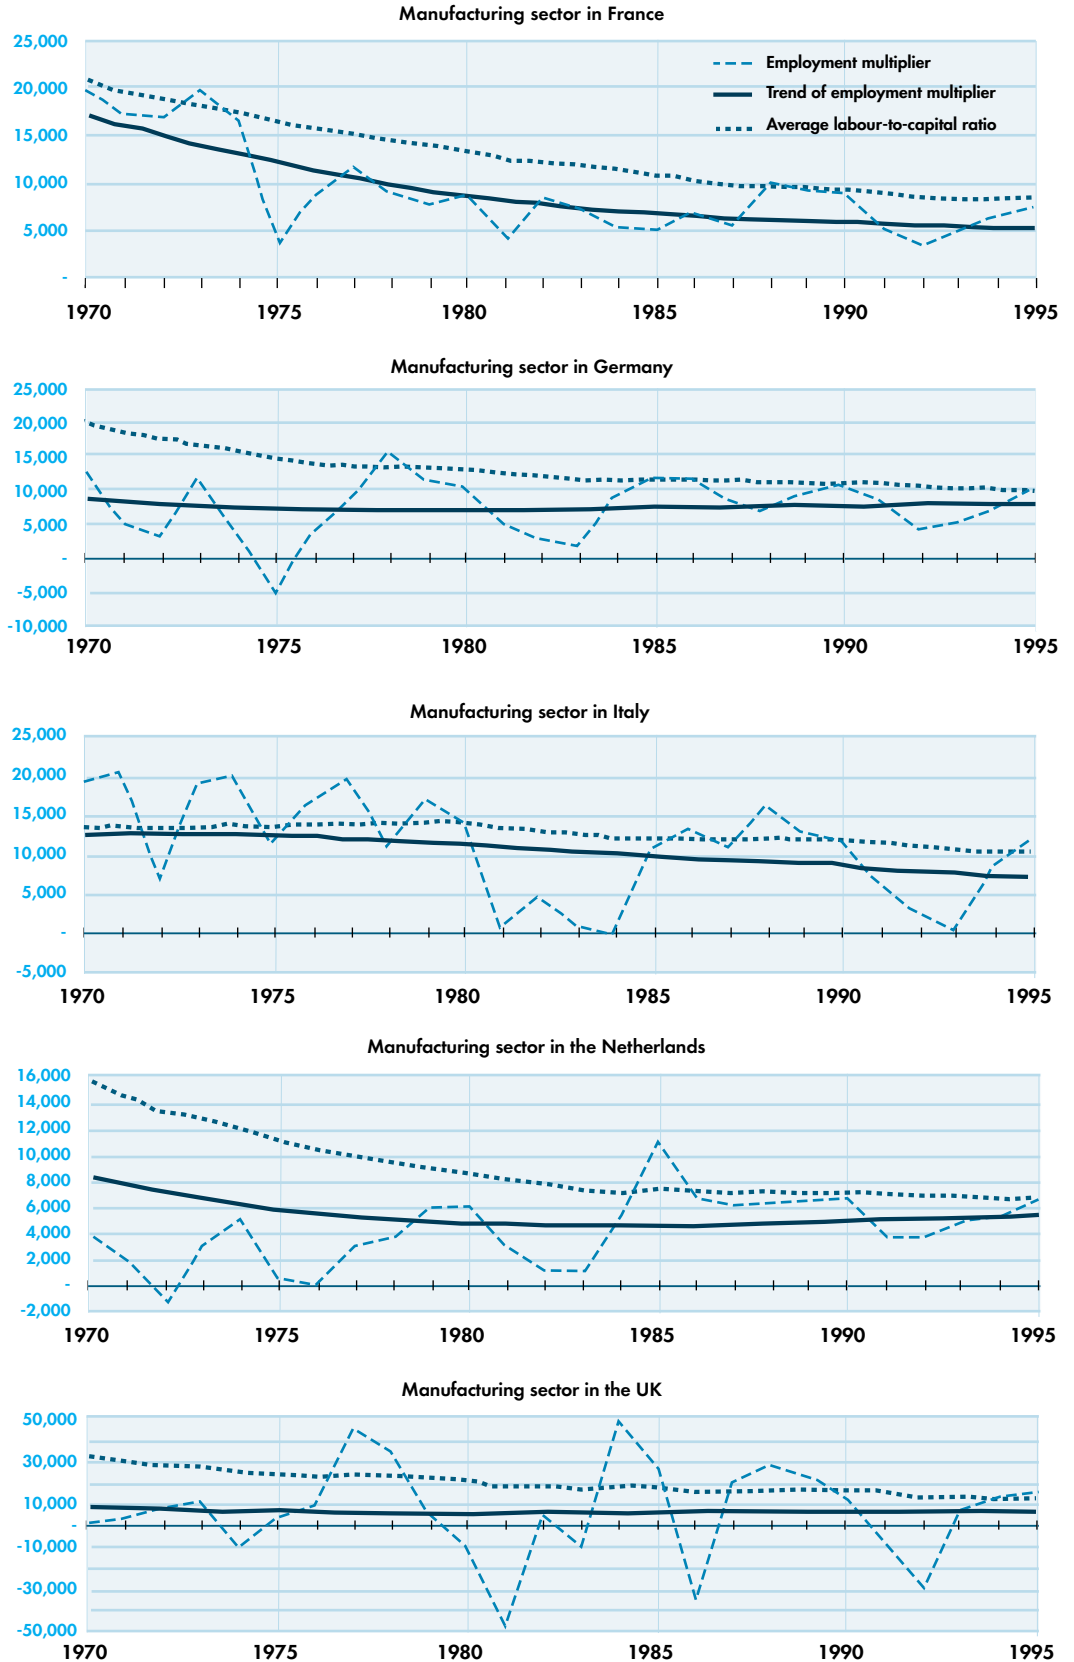 Manufacturing sector in France
25,000
Employment multiplier
20,000
Trend of employment multiplier
Average labour-to-capital ratio
15,000
10,000
5,000
-
1970 1975 1980 1985 1990 1995
Manufacturing sector in Germany
25,000
20,000
15,000
10,000
5,000
-
-5,000
-10,000
1970 1975 1980 1985 1990 1995
Manufacturing sector in Italy
25,000
20,000
15,000
10,000
5,000
-
-5,000
1970 1975 1980 1985 1990 1995
Manufacturing sector in the Netherlands
16,000
14,000
12,000
10,000
8,000
6,000
4,000
2,000
-
-2,000
1970 1975 1980 1985 1990 1995
Manufacturing sector in the UK
50,000
30,000
10,000
-
-10,000
-30,000
-50,000
1970 1975 1980 1985 1990 1995